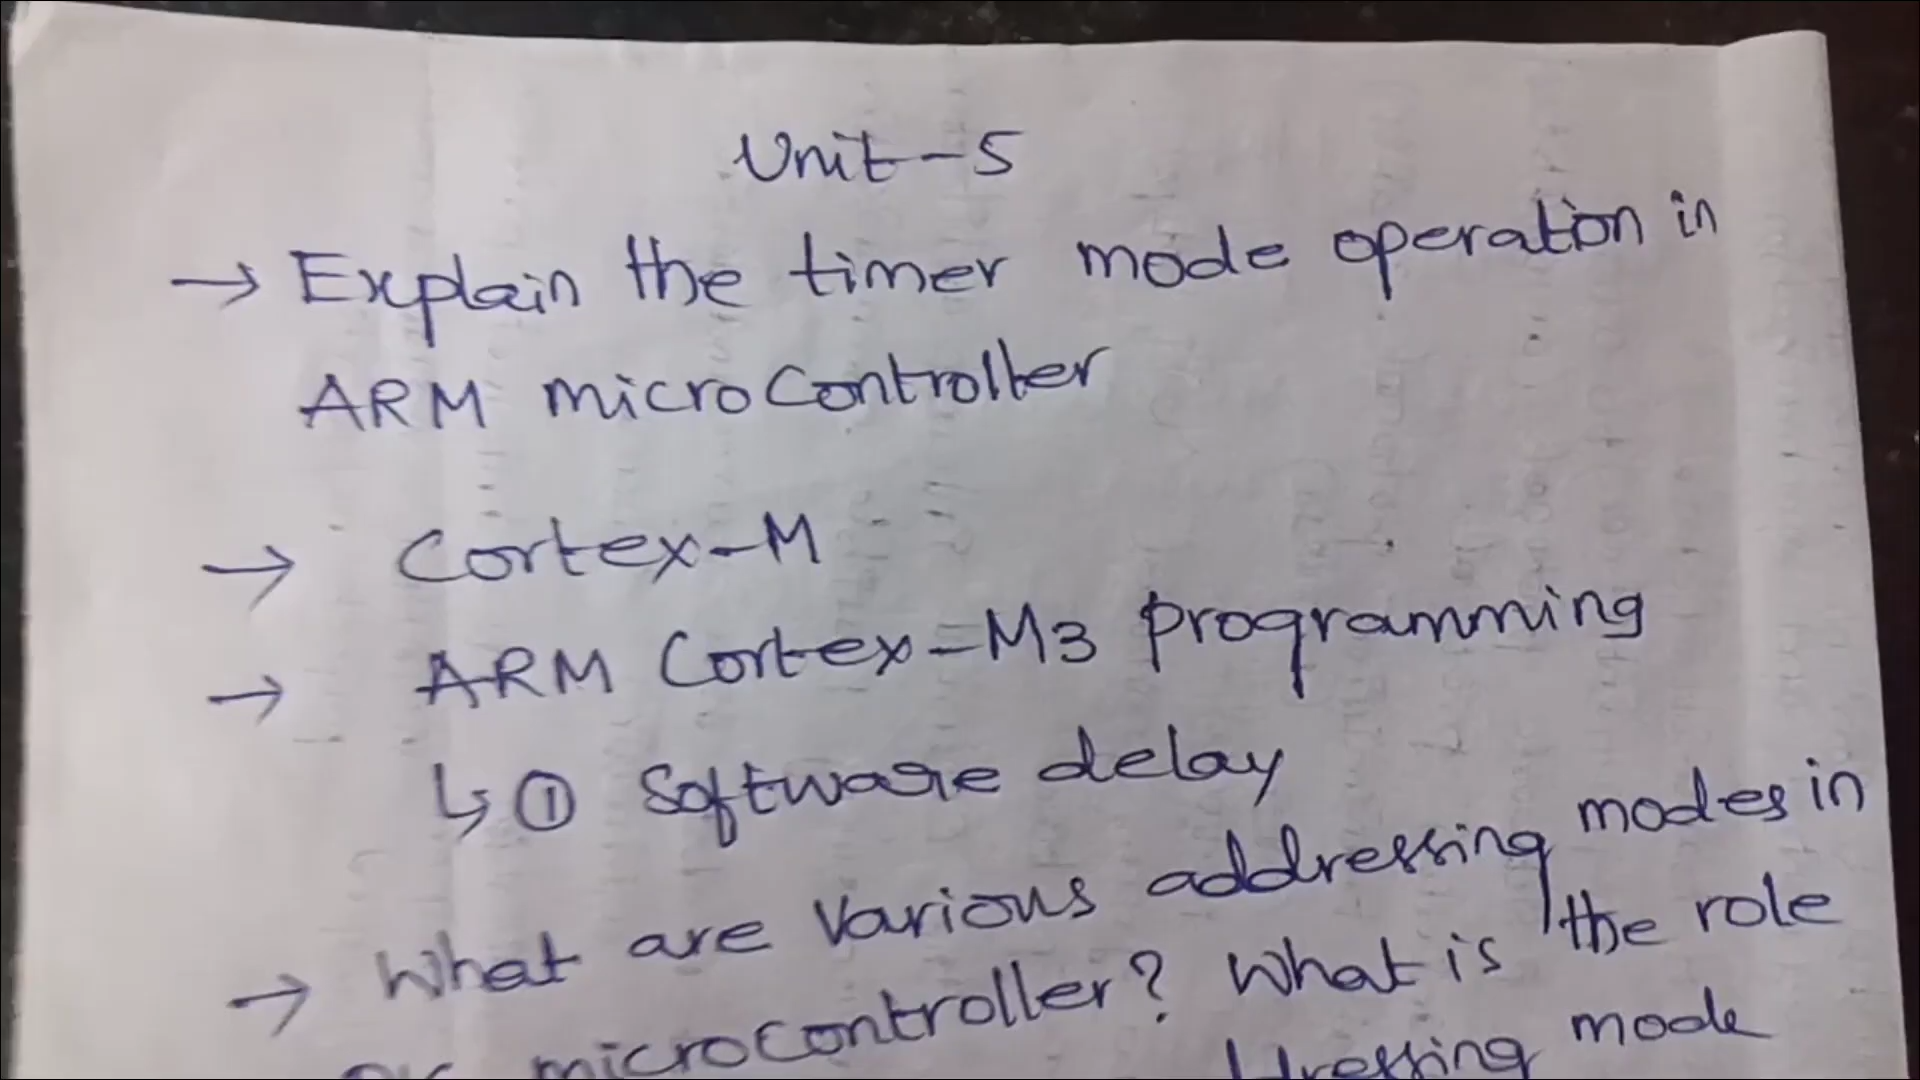 Unit-5
→ Explain the timer mode operation in
ARM microcontroller
→ Cortex-M
→ ARM Cortex-M3 programming
↳ ① Software delay
→ What are various addressing modes in
microcontroller? What is the role
mode